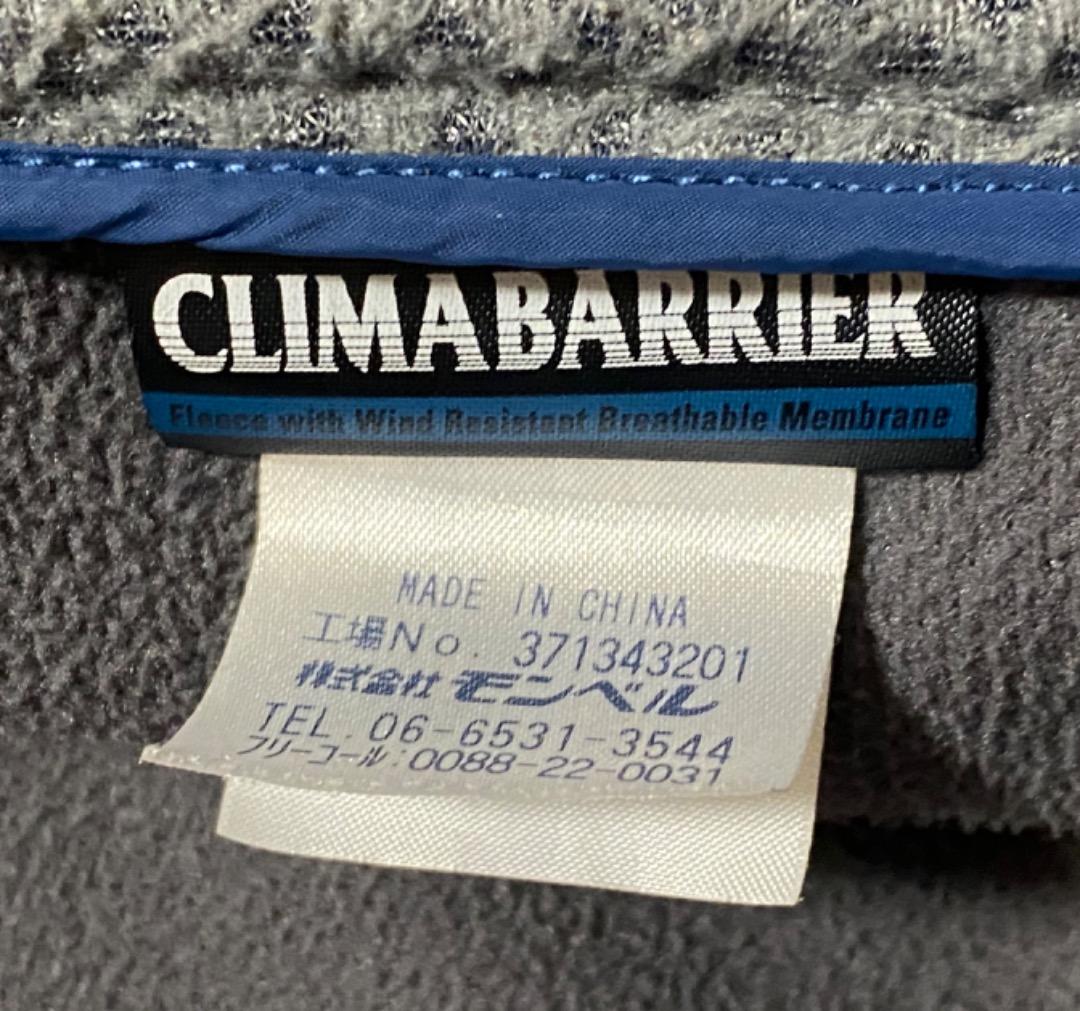 CLIMABARRIER
Fleece with Wind Resistant Breathable Membrane
MADE IN CHINA
工場No. 371343201
株式会社 モンベル
TEL. 06-6531-3544
フリーコール:0088-22-0031